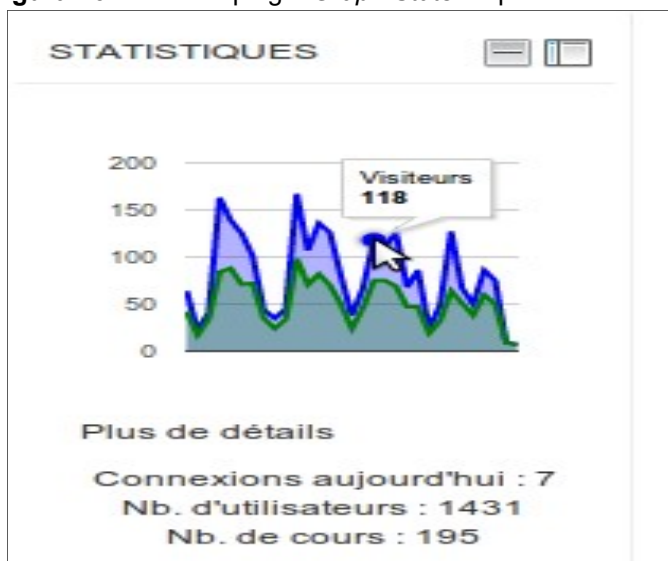 STATISTIQUES
200
Visiteurs
118
150
100
50
0
Plus de détails
Connexions aujourd'hui : 7
Nb. d'utilisateurs : 1431
Nb. de cours : 195